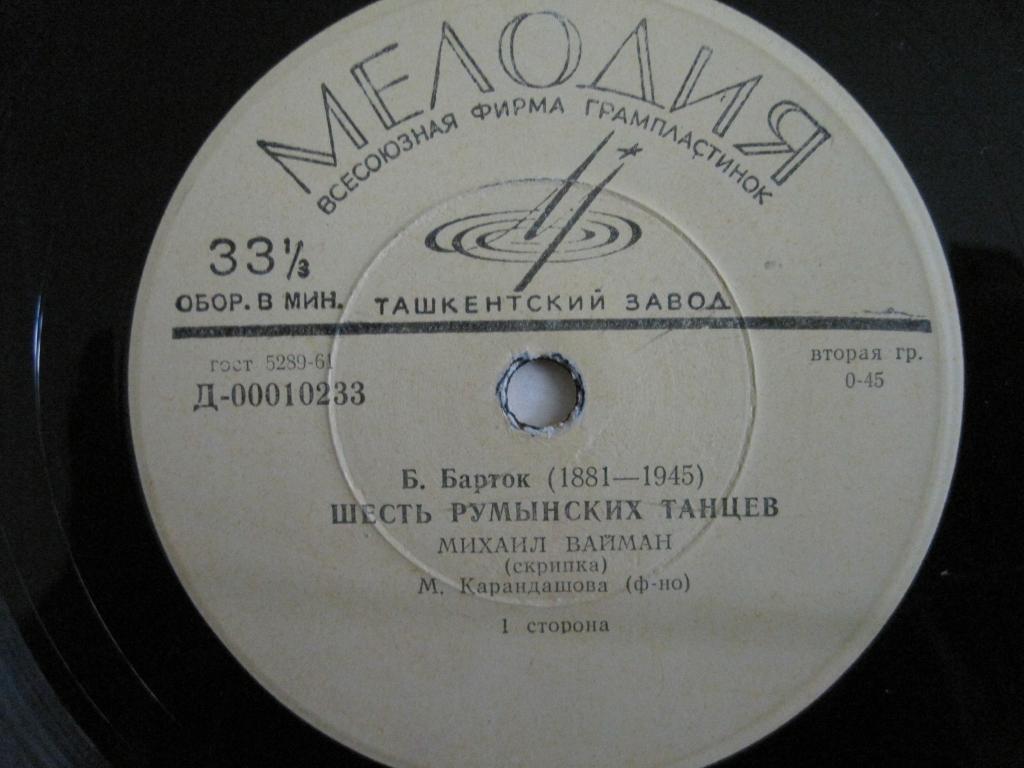 МЕЛОДИЯ
ВСЕСОЮЗНАЯ ФИРМА ГРАМПЛАСТИНОК
33⅓
ОБОР. В МИН.
ТАШКЕНТСКИЙ ЗАВОД
гост 5289-61
Д-00010233
вторая гр.
0-45
Б. Барток (1881—1945)
ШЕСТЬ РУМЫНСКИХ ТАНЦЕВ
МИХАИЛ ВАЙМАН
(скрипка)
М. Карандашова (ф-но)
1 сторона